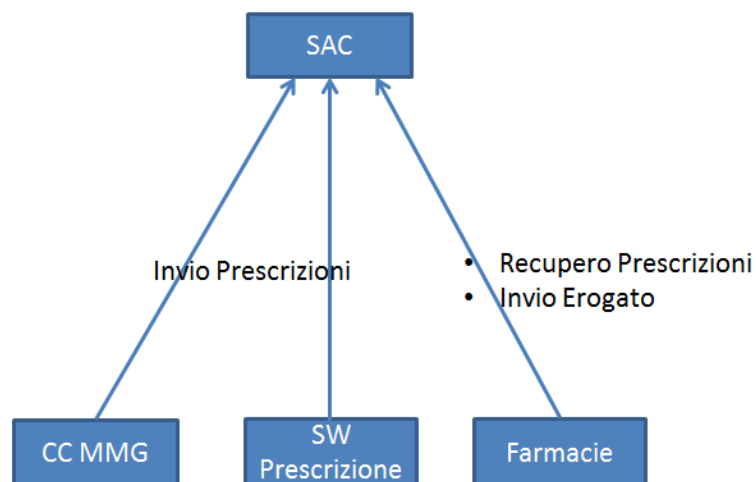 SAC
Invio Prescrizioni
• Recupero Prescrizioni
• Invio Erogato
CC MMG
SW
Prescrizione
Farmacie